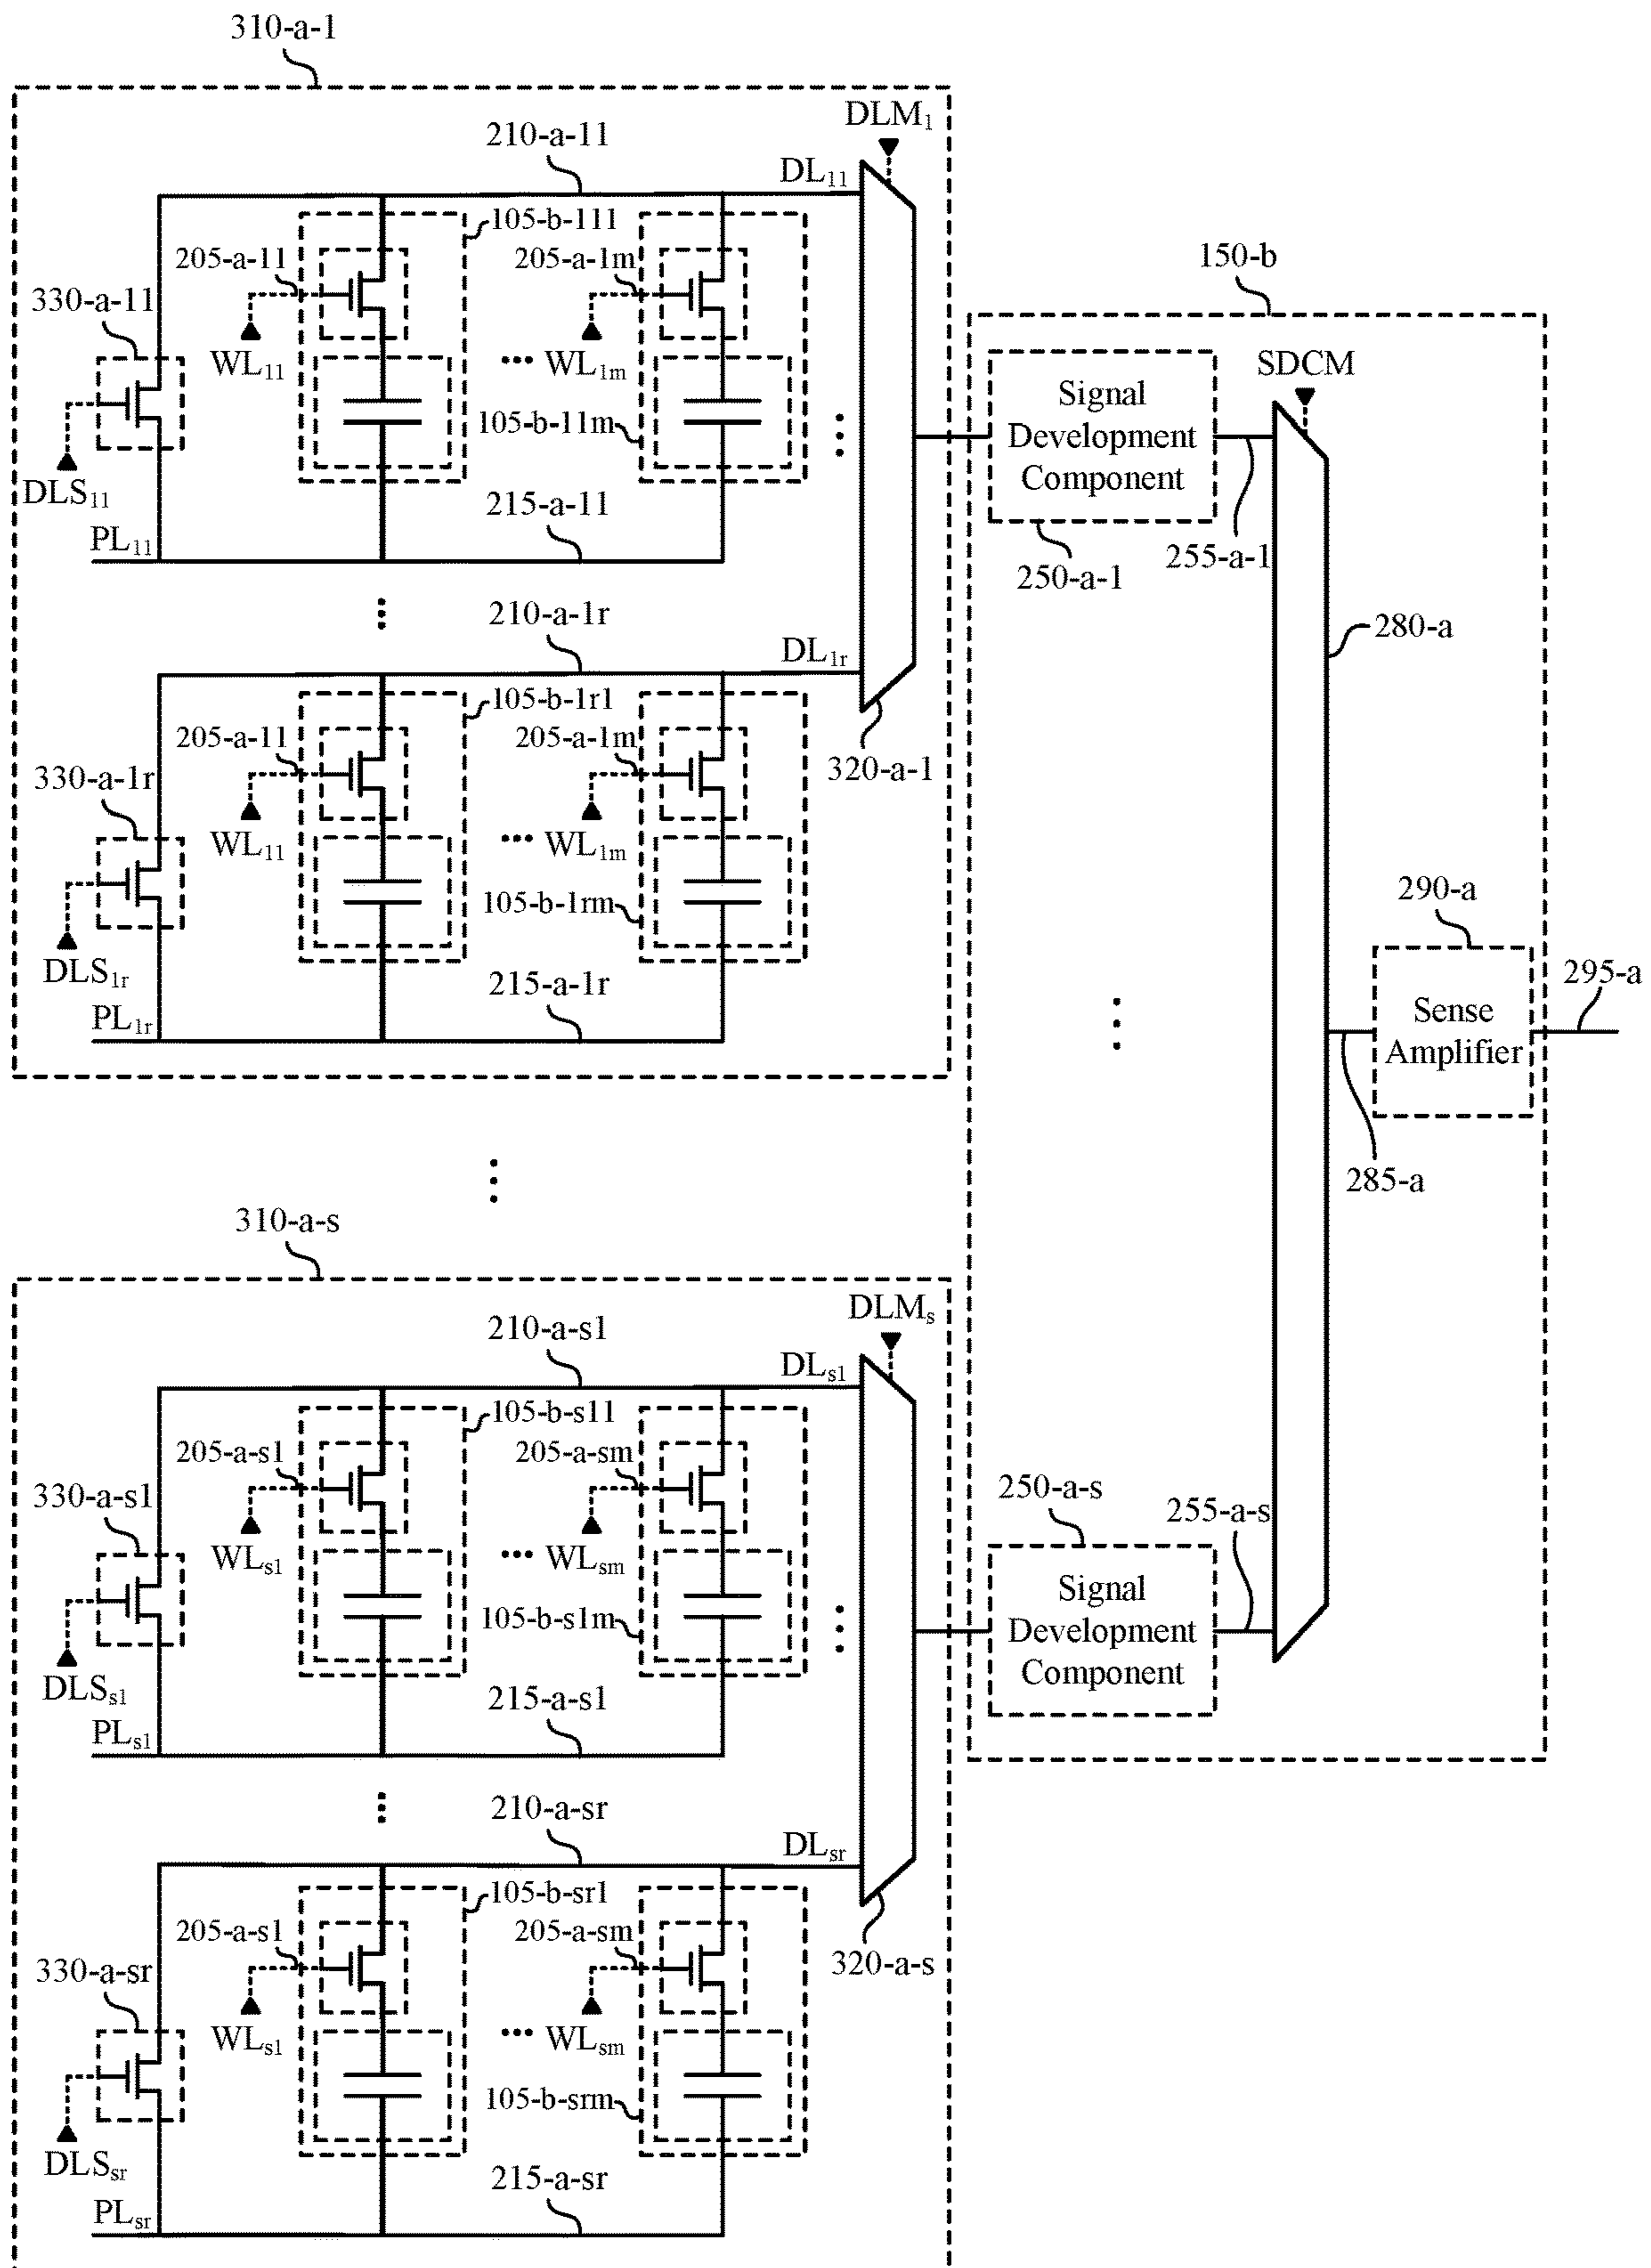 310-a-1
DLM1
210-a-11
DL11
105-b-111
205-a-11
205-a-1m
330-a-11
WL11
... WL1m
105-b-11m
DLS11
215-a-11
PL11
150-b
SDCM
Signal
Development
Component
255-a-1
250-a-1
210-a-1r
DL1r
280-a
105-b-1r1
205-a-11
205-a-1m
330-a-1r
320-a-1
WL11
... WL1m
105-b-1rm
290-a
DLS1r
215-a-1r
295-a
PL1r
Sense
Amplifier
285-a
310-a-s
DLMs
210-a-s1
DLs1
105-b-s11
205-a-s1
205-a-sm
330-a-s1
250-a-s
255-a-s
WLs1
... WLsm
Signal
Development
Component
105-b-s1m
DLSs1
215-a-s1
PLs1
210-a-sr
DLsr
105-b-sr1
205-a-s1
205-a-sm
330-a-sr
320-a-s
WLs1
... WLsm
105-b-srm
DLSsr
215-a-sr
PLsr